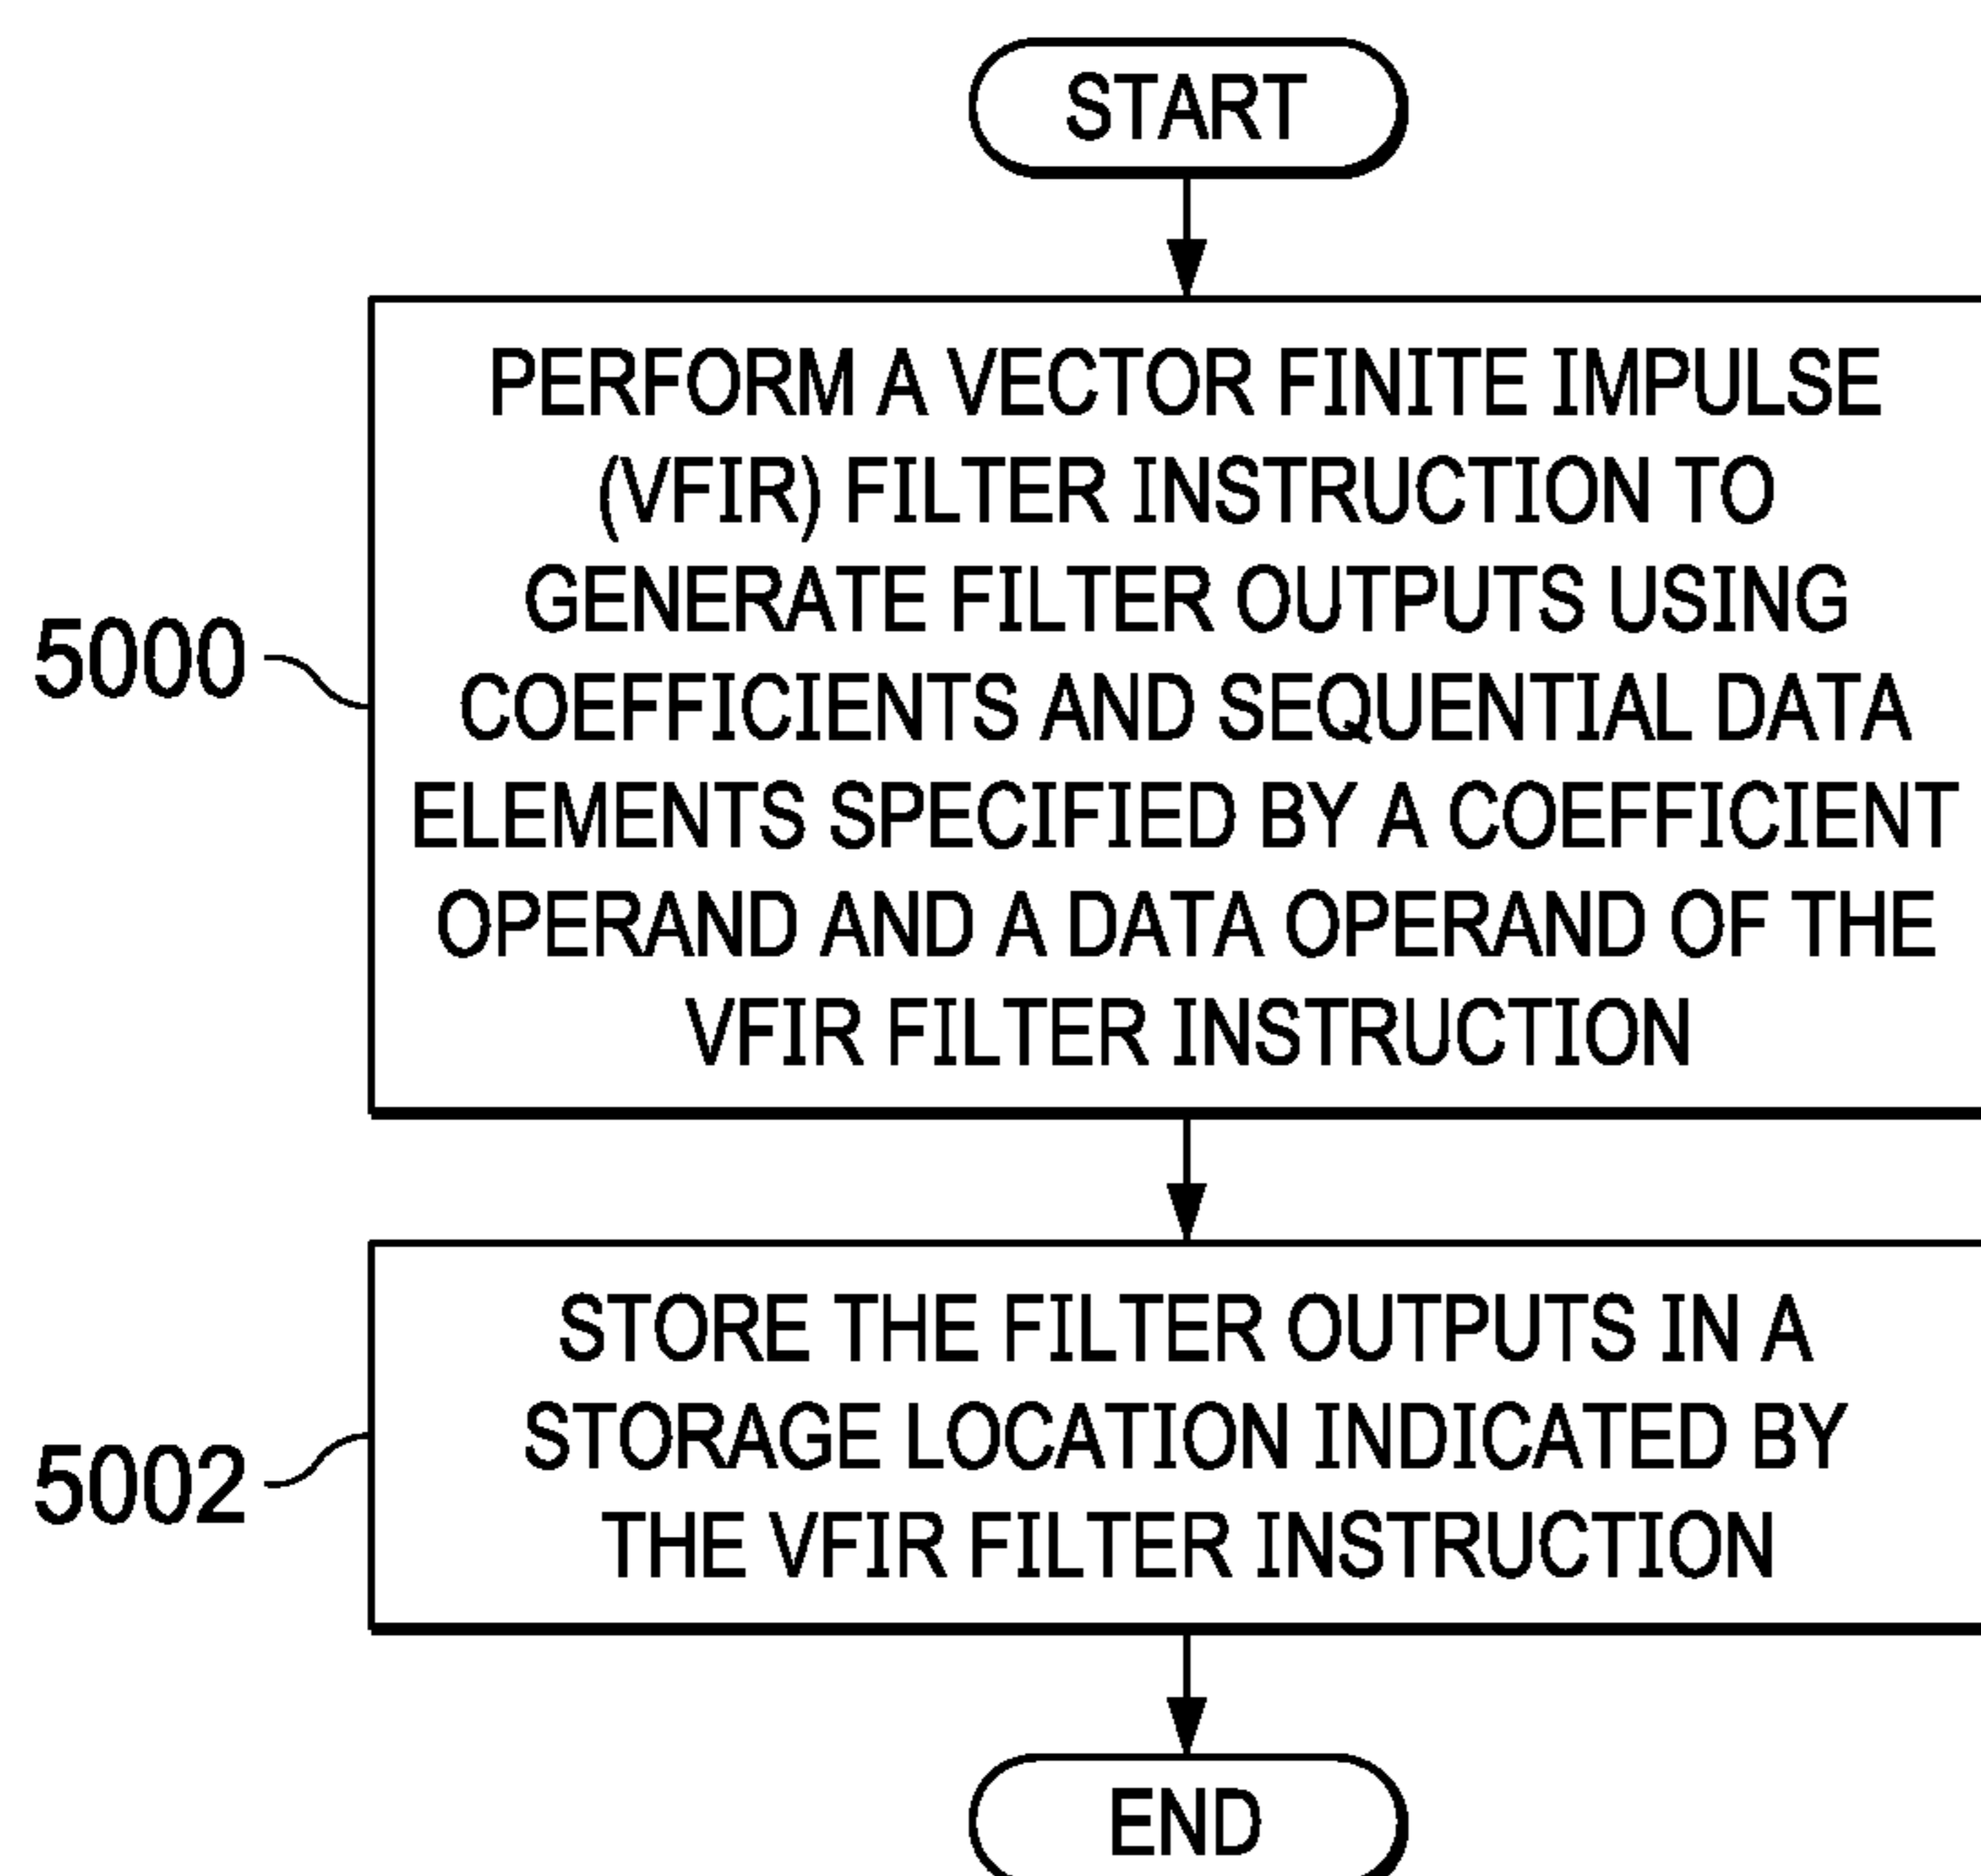 START
PERFORM A VECTOR FINITE IMPULSE
(VFIR) FILTER INSTRUCTION TO
GENERATE FILTER OUTPUTS USING
COEFFICIENTS AND SEQUENTIAL DATA
ELEMENTS SPECIFIED BY A COEFFICIENT
OPERAND AND A DATA OPERAND OF THE
VFIR FILTER INSTRUCTION
5000
STORE THE FILTER OUTPUTS IN A
STORAGE LOCATION INDICATED BY
THE VFIR FILTER INSTRUCTION
5002
END